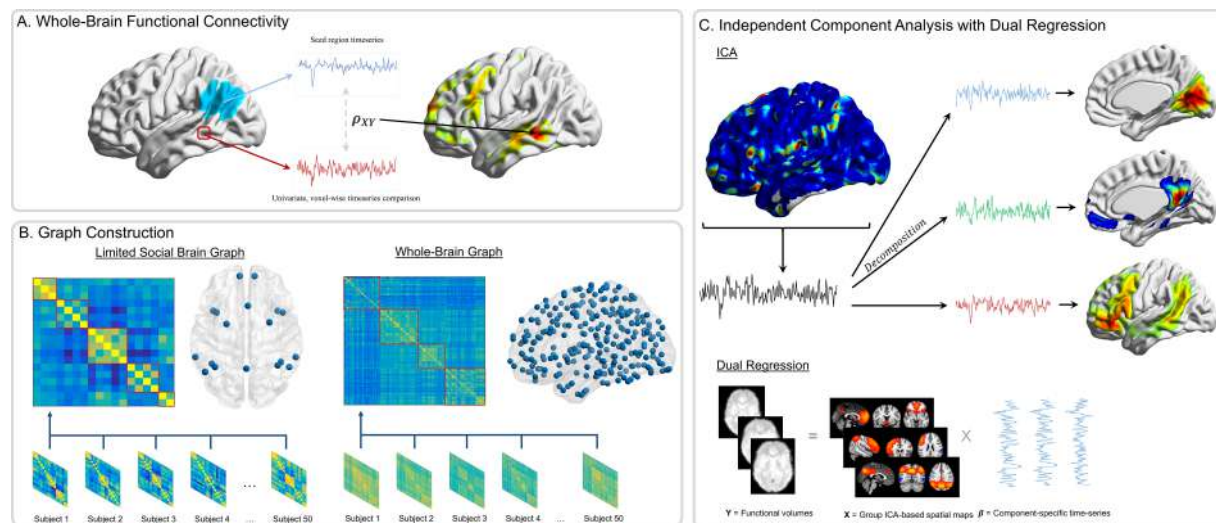 A. Whole-Brain Functional Connectivity
Seed region timeseries
ρXY
Univariate, voxel-wise timeseries comparison
B. Graph Construction
Limited Social Brain Graph
Whole-Brain Graph
...
Subject 1 Subject 2 Subject 3 Subject 4 ... Subject 50
...
Subject 1 Subject 2 Subject 3 Subject 4 ... Subject 50
C. Independent Component Analysis with Dual Regression
ICA
Decomposition
Dual Regression
= X
Y = Functional volumes
X = Group ICA-based spatial maps
β = Component-specific time-series